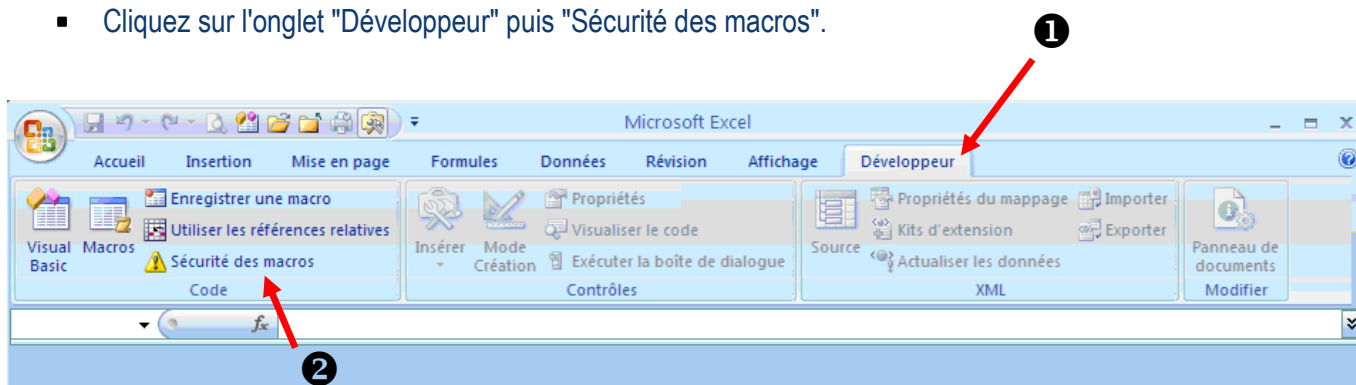 ▪ Cliquez sur l'onglet "Développeur" puis "Sécurité des macros".
❶
Microsoft Excel
Accueil Insertion Mise en page Formules Données Révision Affichage Développeur
Visual Basic
Macros
Enregistrer une macro
Utiliser les références relatives
Sécurité des macros
Code
Insérer
Mode Création
Propriétés
Visualiser le code
Exécuter la boîte de dialogue
Contrôles
Source
Propriétés du mappage
Kits d'extension
Actualiser les données
Importer
Exporter
XML
Panneau de documents
Modifier
fx
❷